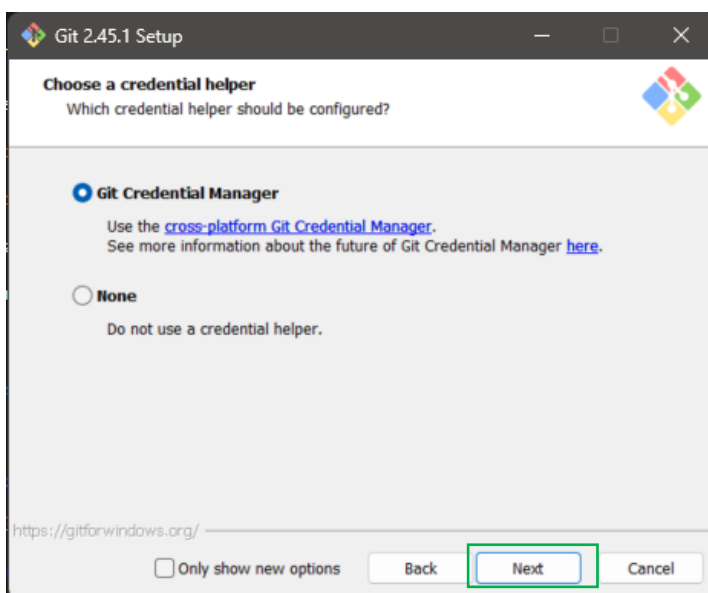 Git 2.45.1 Setup
Choose a credential helper
Which credential helper should be configured?
Git Credential Manager
Use the cross-platform Git Credential Manager.
See more information about the future of Git Credential Manager here.
None
Do not use a credential helper.
https://gitforwindows.org/
Only show new options Back Next Cancel